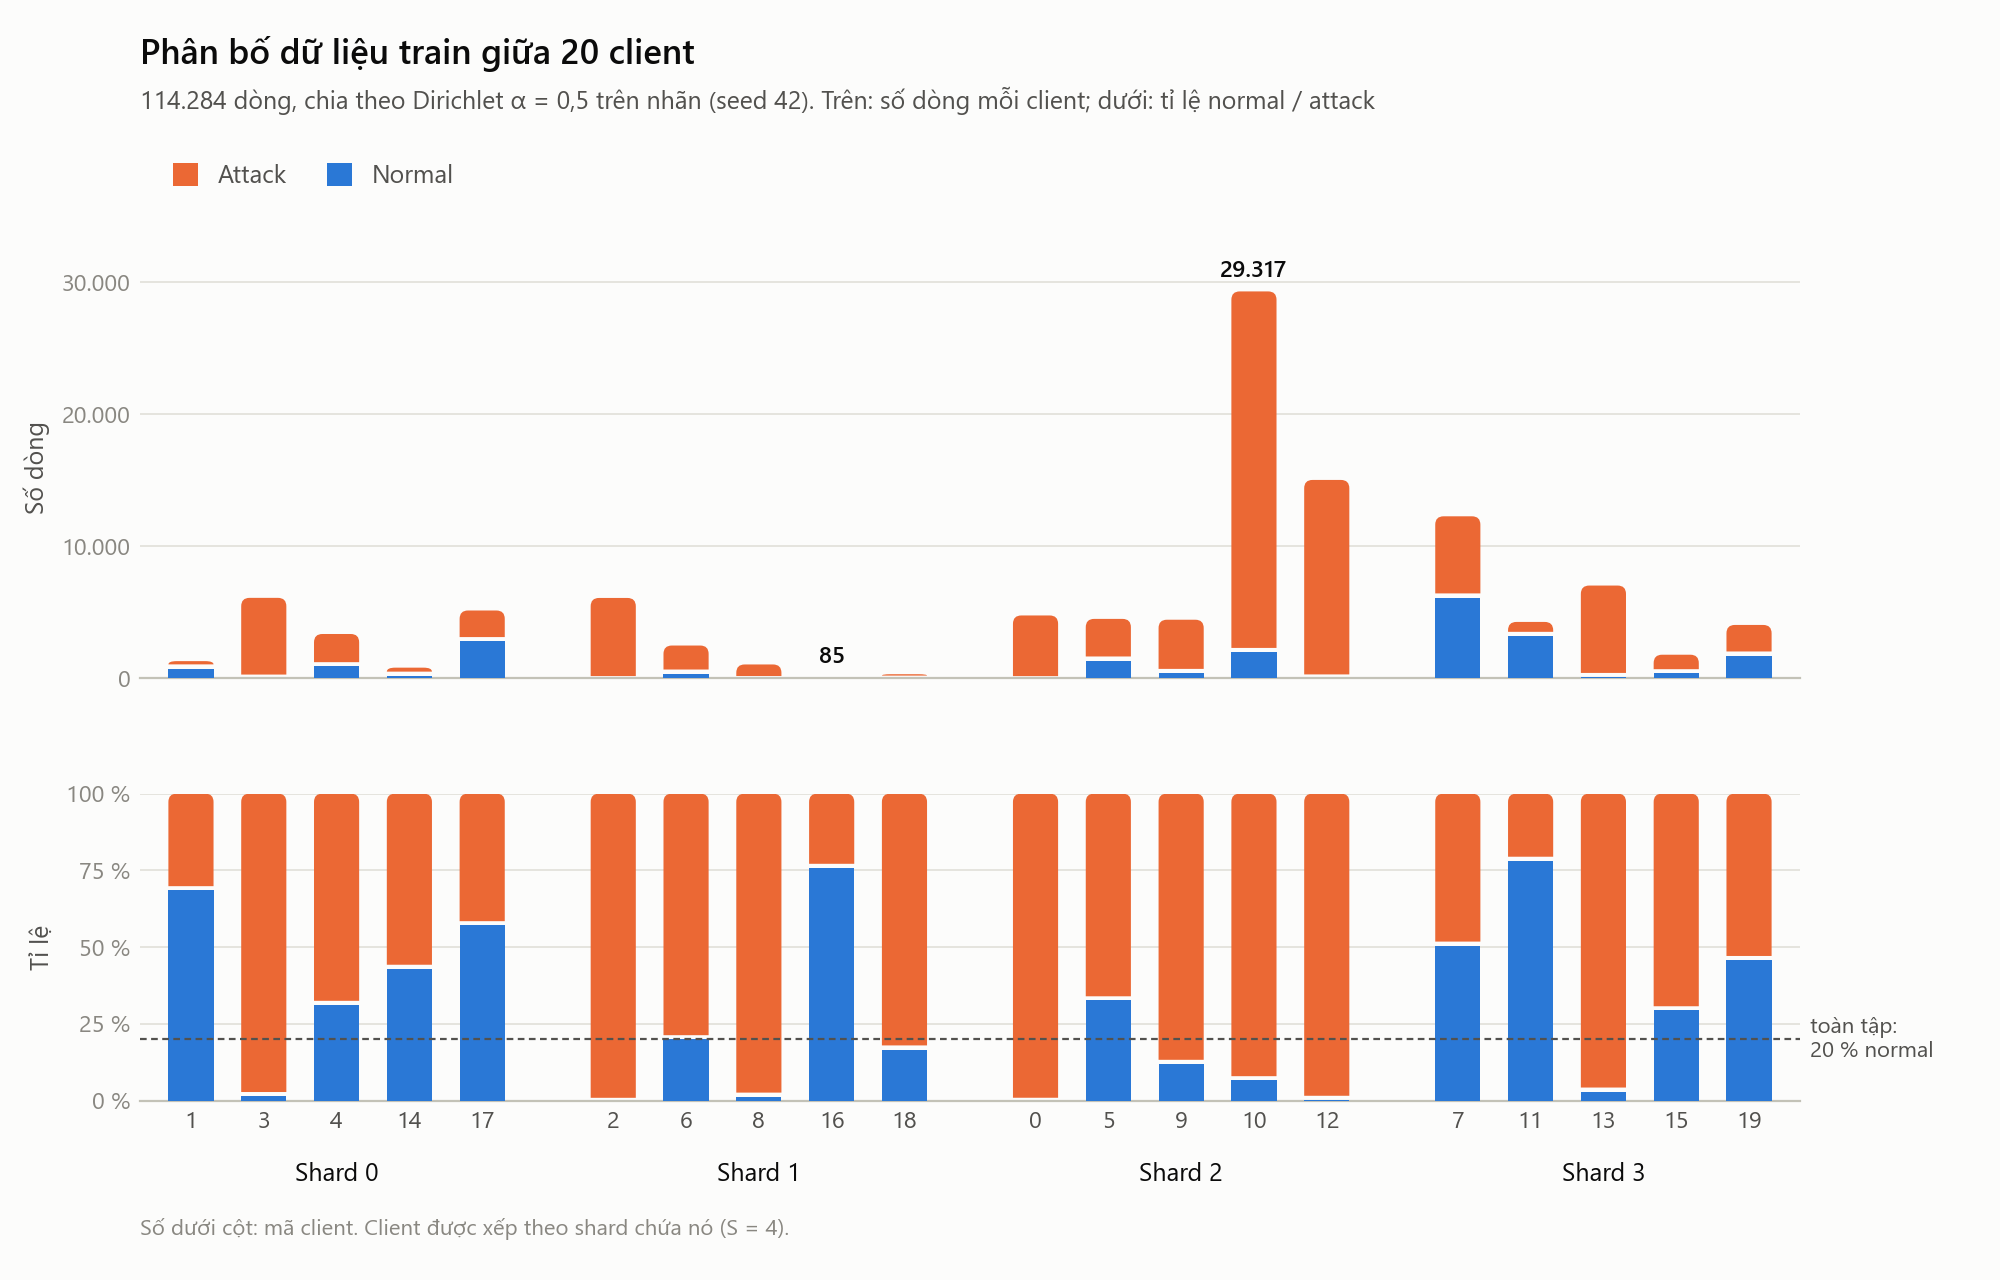 Phân bố dữ liệu train giữa 20 client
114.284 dòng, chia theo Dirichlet α = 0,5 trên nhãn (seed 42). Trên: số dòng mỗi client; dưới: tỉ lệ normal / attack
Attack Normal
Số dòng
30.000
20.000
10.000
0
29.317
85
Tỉ lệ
100 %
75 %
50 %
25 %
0 %
toàn tập:
20 % normal
1 3 4 14 17 2 6 8 16 18 0 5 9 10 12 7 11 13 15 19
Shard 0 Shard 1 Shard 2 Shard 3
Số dưới cột: mã client. Client được xếp theo shard chứa nó (S = 4).